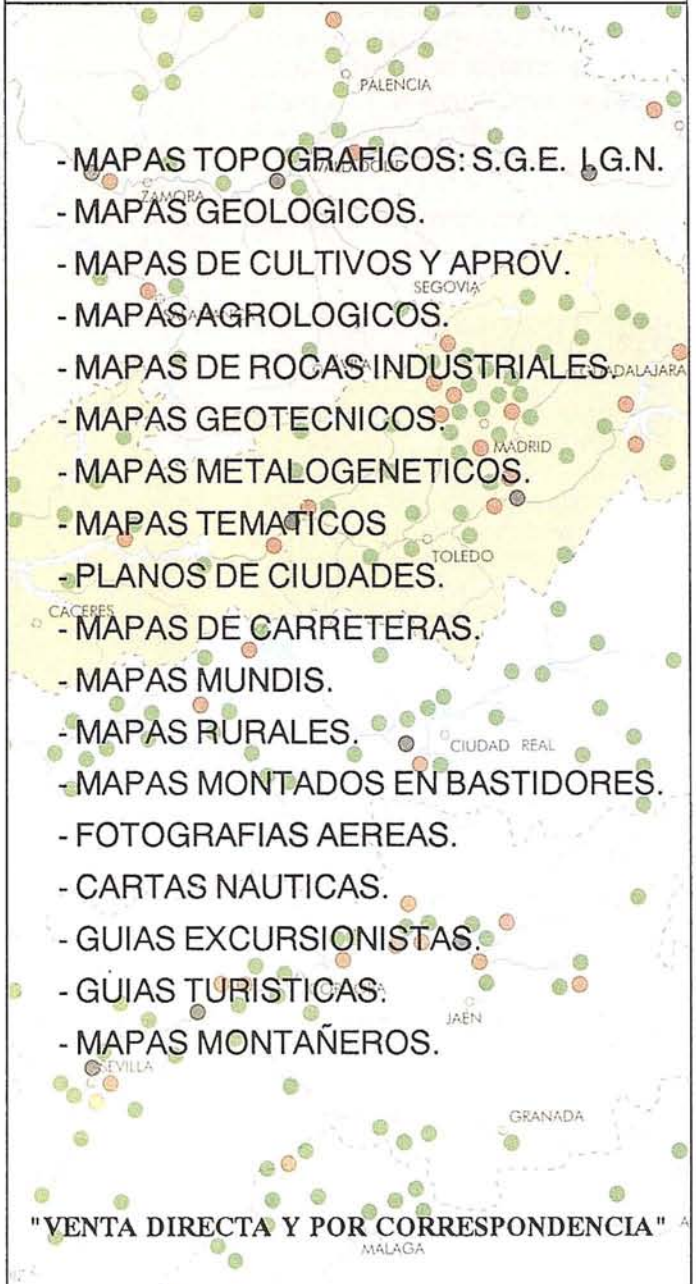 PALENCIA
- MAPAS TOPOGRAFICOS: S.G.E. I.G.N.
VALLADOLID
ZAMORA
- MAPAS GEOLOGICOS.
- MAPAS DE CULTIVOS Y APROV.
SEGOVIA
- MAPAS AGROLOGICOS.
- MAPAS DE ROCAS INDUSTRIALES.
GUADALAJARA
- MAPAS GEOTECNICOS.
MADRID
- MAPAS METALOGENETICOS.
- MAPAS TEMATICOS
TOLEDO
- PLANOS DE CIUDADES.
CACERES
- MAPAS DE CARRETERAS.
- MAPAS MUNDIS.
- MAPAS RURALES.
CIUDAD REAL
- MAPAS MONTADOS EN BASTIDORES.
- FOTOGRAFIAS AEREAS.
- CARTAS NAUTICAS.
- GUIAS EXCURSIONISTAS.
- GUIAS TURISTICAS.
JAEN
- MAPAS MONTAÑEROS.
SEVILLA
GRANADA
"VENTA DIRECTA Y POR CORRESPONDENCIA"
MALAGA